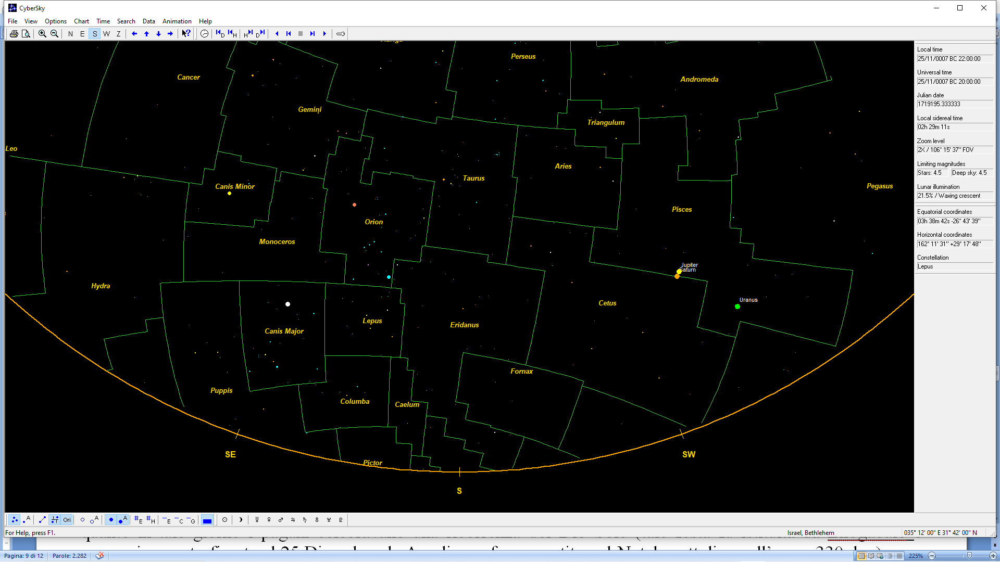 CyberSky
File View Options Chart Time Search Data Animation Help
N E S W Z
D H H D
Local time
25/11/0007 BC 22:00:00
Universal time
25/11/0007 BC 20:00:00
Julian date
1719195.333333
Local sidereal time
02h 29m 11s
Zoom level
2X / 106° 15' 37" FOV
Limiting magnitudes
Stars: 4.5 Deep sky: 4.5
Lunar illumination
21.5% / Waxing crescent
Equatorial coordinates
03h 38m 42s -26° 43' 39"
Horizontal coordinates
162° 11' 31" +29° 17' 48"
Constellation
Lepus
Perseus
Cancer
Andromeda
Gemini
Triangulum
Leo
Aries
Taurus
Canis Minor
Pegasus
Pisces
Orion
Monoceros
Jupiter
Saturn
Hydra
Uranus
Cetus
Lepus
Eridanus
Canis Major
Fornax
Puppis
Columba
Caelum
Pictor
SE
SW
S
A Ori A A #E #H E C G
For Help, press F1.
Israel, Bethlehem
035° 12' 00" E 31° 42' 00" N
Pagina: 9 di 12 Parole: 2.282
225%